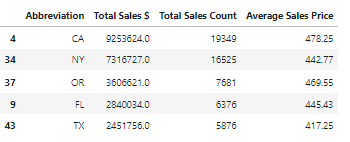 Abbreviation Total Sales $ Total Sales Count Average Sales Price
4 CA 9253624.0 19349 478.25
34 NY 7316727.0 16525 442.77
37 OR 3606621.0 7681 469.55
9 FL 2840034.0 6376 445.43
43 TX 2451756.0 5876 417.25